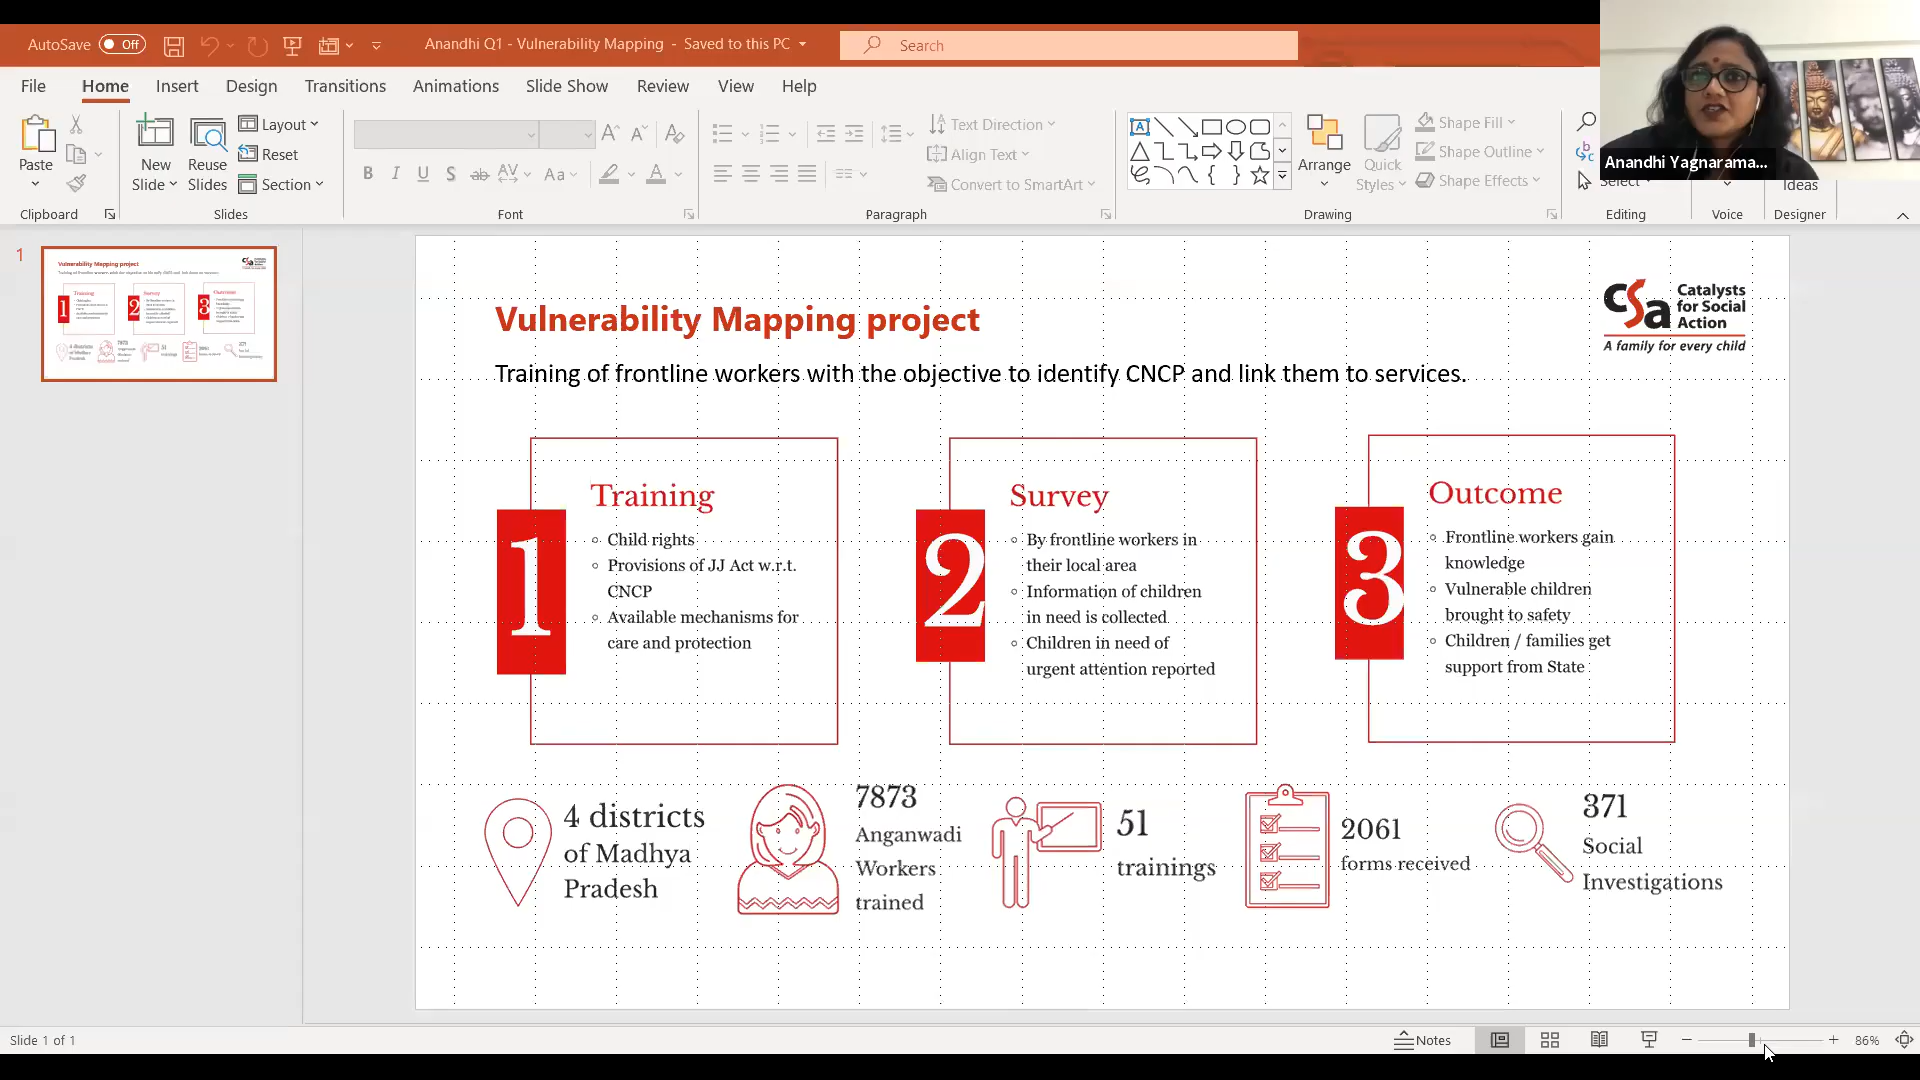 AutoSave Off
Anandhi Q1 - Vulnerability Mapping - Saved to this PC
Search
File Home Insert Design Transitions Animations Slide Show Review View Help
Paste
New Slide
Reuse Slides
Layout
Reset
Section
Text Direction
Align Text
Convert to SmartArt
Arrange
Quick Styles
Shape Fill
Shape Outline
Shape Effects
Select
Ideas
Clipboard Slides Font Paragraph Drawing Editing Voice Designer
Anandhi Yagnarama...
1
Vulnerability Mapping project
CSa Catalysts
for Social
Action
A family for every child
Training of frontline workers with the objective to identify CNCP and link them to services.
1
Training
Child rights
Provisions of JJ Act w.r.t.
CNCP
Available mechanisms for
care and protection
2
Survey
By frontline workers in
their local area
Information of children
in need is collected
Children in need of
urgent attention reported
3
Outcome
Frontline workers gain
knowledge
Vulnerable children
brought to safety
Children / families get
support from State
4 districts
of Madhya
Pradesh
7873
Anganwadi
Workers
trained
51
trainings
2061
forms received
371
Social
Investigations
Slide 1 of 1
Notes
86%